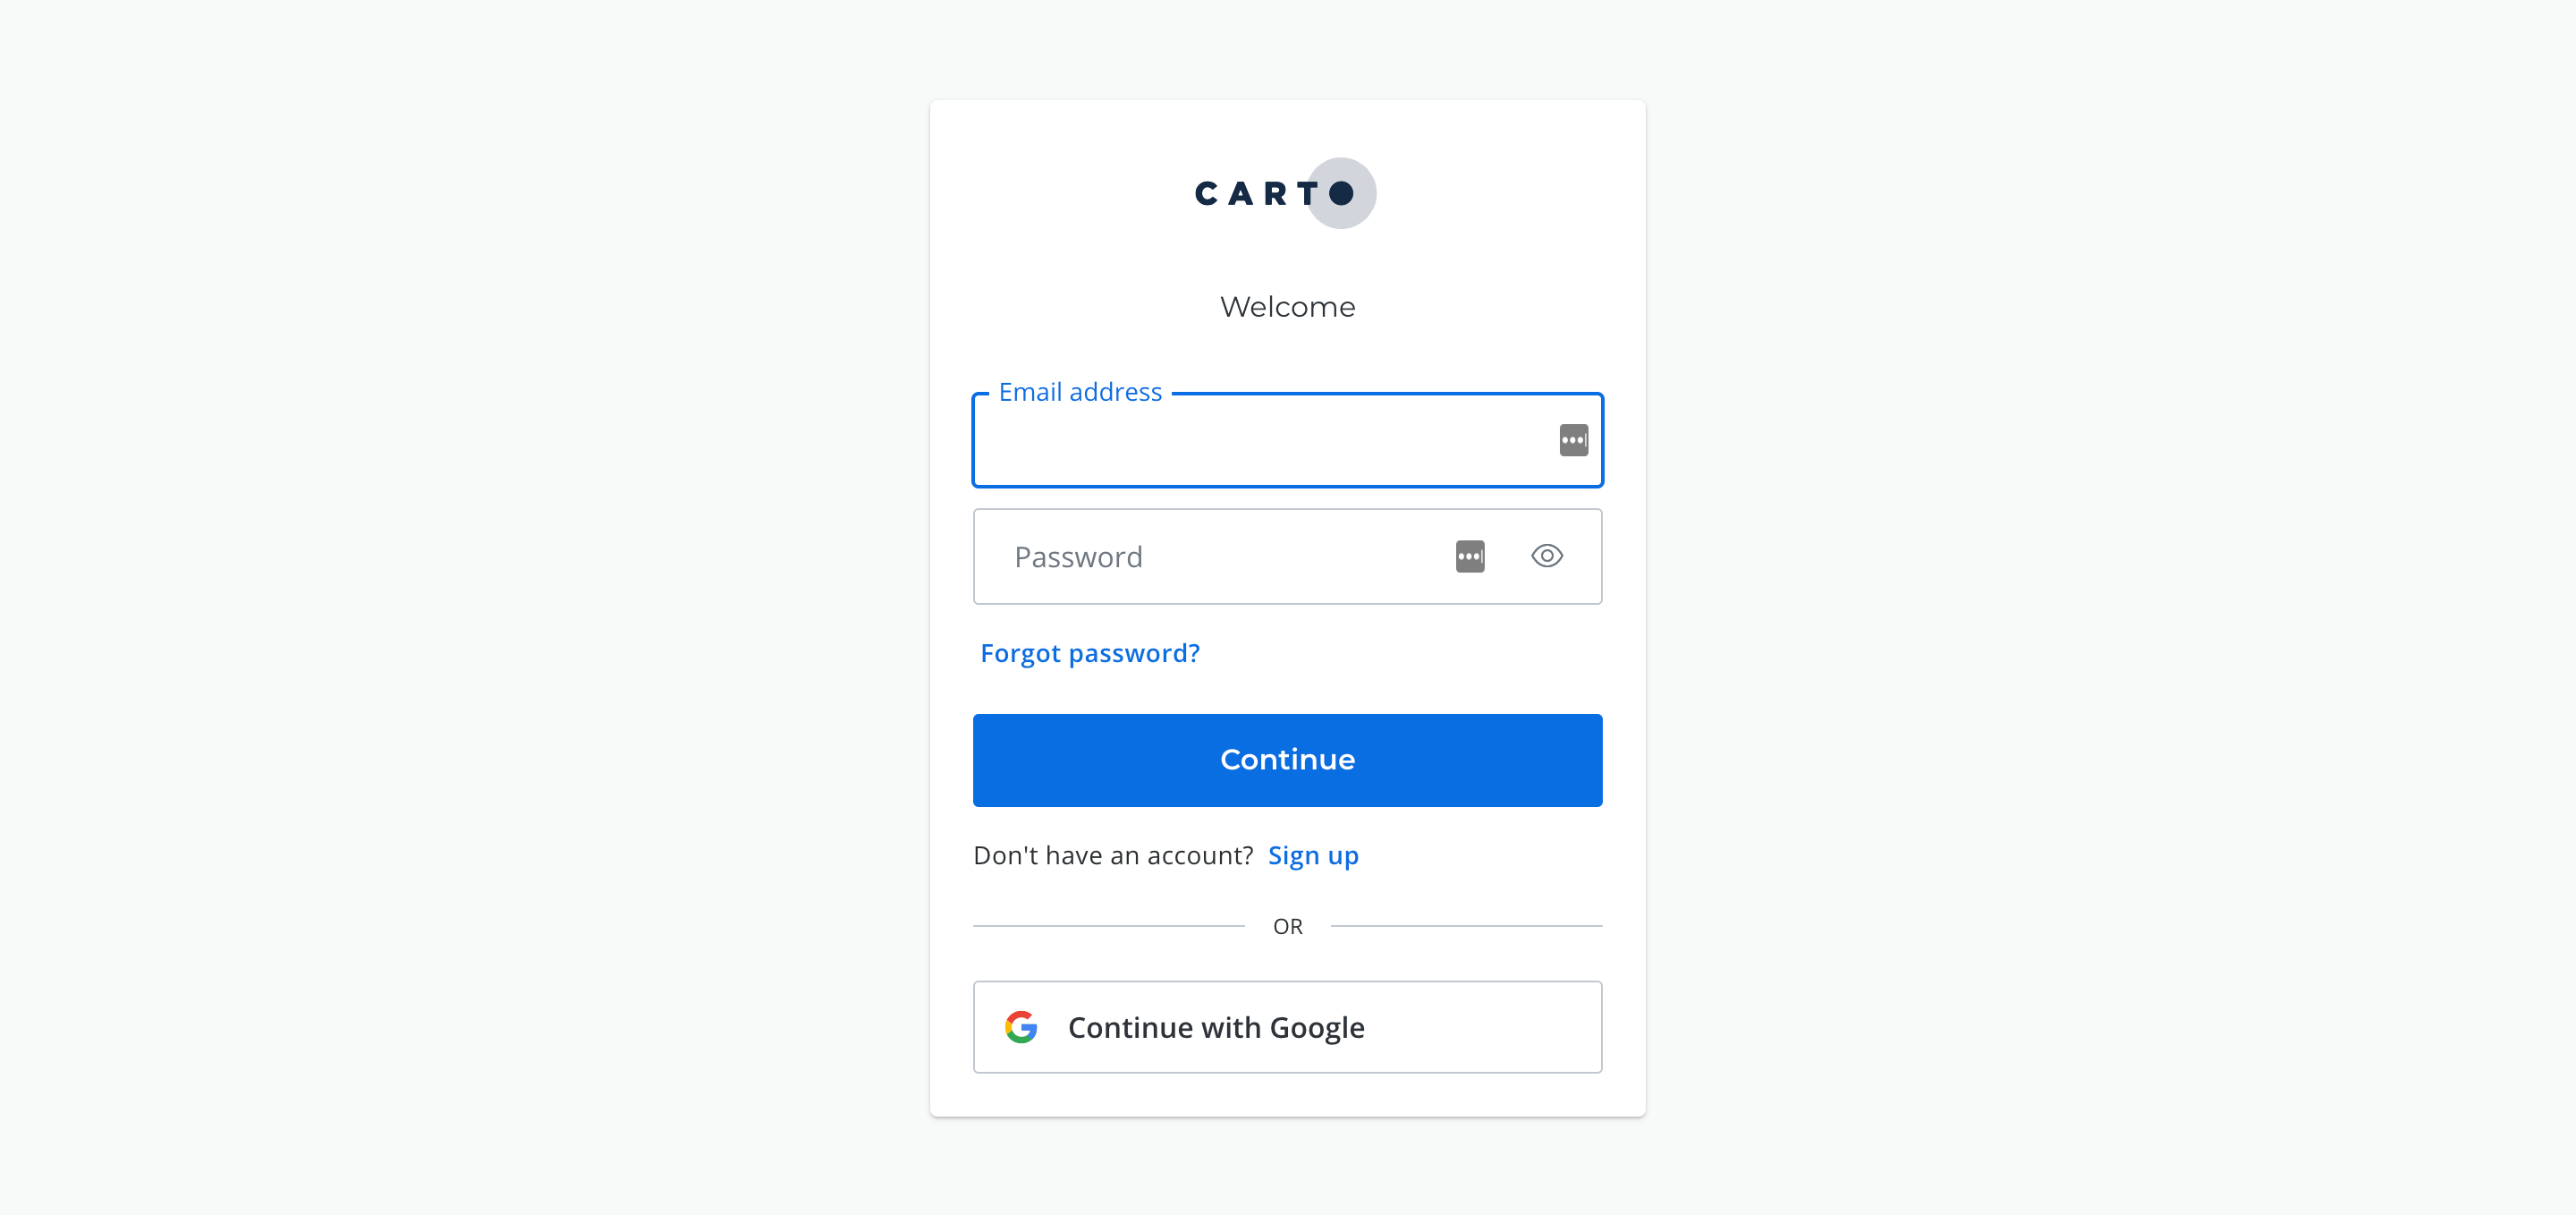 CARTO
Welcome
Email address
Password
Forgot password?
Continue
Don't have an account? Sign up
OR
Continue with Google